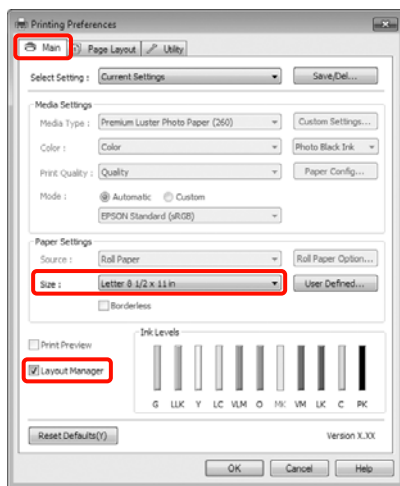 Printing Preferences
Main Page Layout Utility
Select Setting : Current Settings Save/Del...
Media Settings
Media Type : Premium Luster Photo Paper (260) Custom Settings...
Color : Color Photo Black Ink
Print Quality : Quality Paper Config...
Mode : Automatic Custom
EPSON Standard (sRGB)
Paper Settings
Source : Roll Paper Roll Paper Option...
Size : Letter 8 1/2 x 11 in User Defined...
Borderless
Ink Levels
Print Preview
Layout Manager
G LLK Y LC VLM O MK VM LK C PK
Reset Defaults(Y) Version X.XX
OK Cancel Help